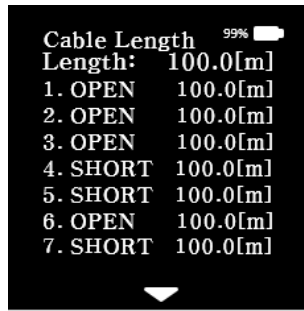 Cable Length 99%
Length: 100.0[m]
1. OPEN 100.0[m]
2. OPEN 100.0[m]
3. OPEN 100.0[m]
4. SHORT 100.0[m]
5. SHORT 100.0[m]
6. OPEN 100.0[m]
7. SHORT 100.0[m]